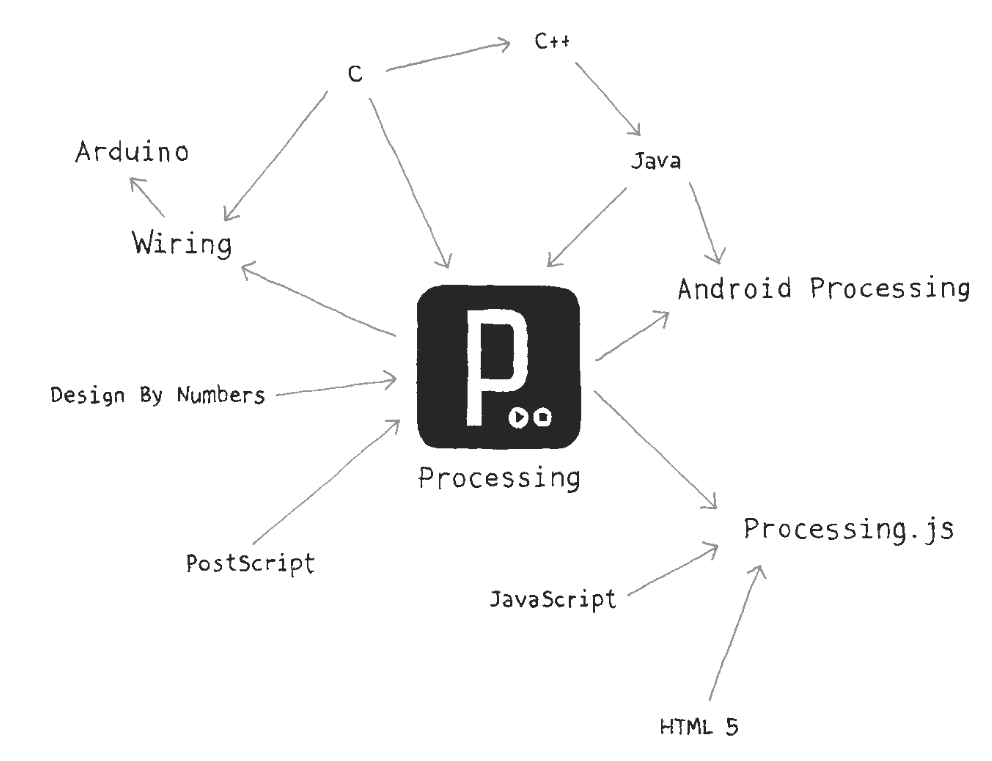 C++
C
Arduino
Java
Wiring
Android Processing
P
Design By Numbers
Processing
Processing.js
PostScript
JavaScript
HTML 5